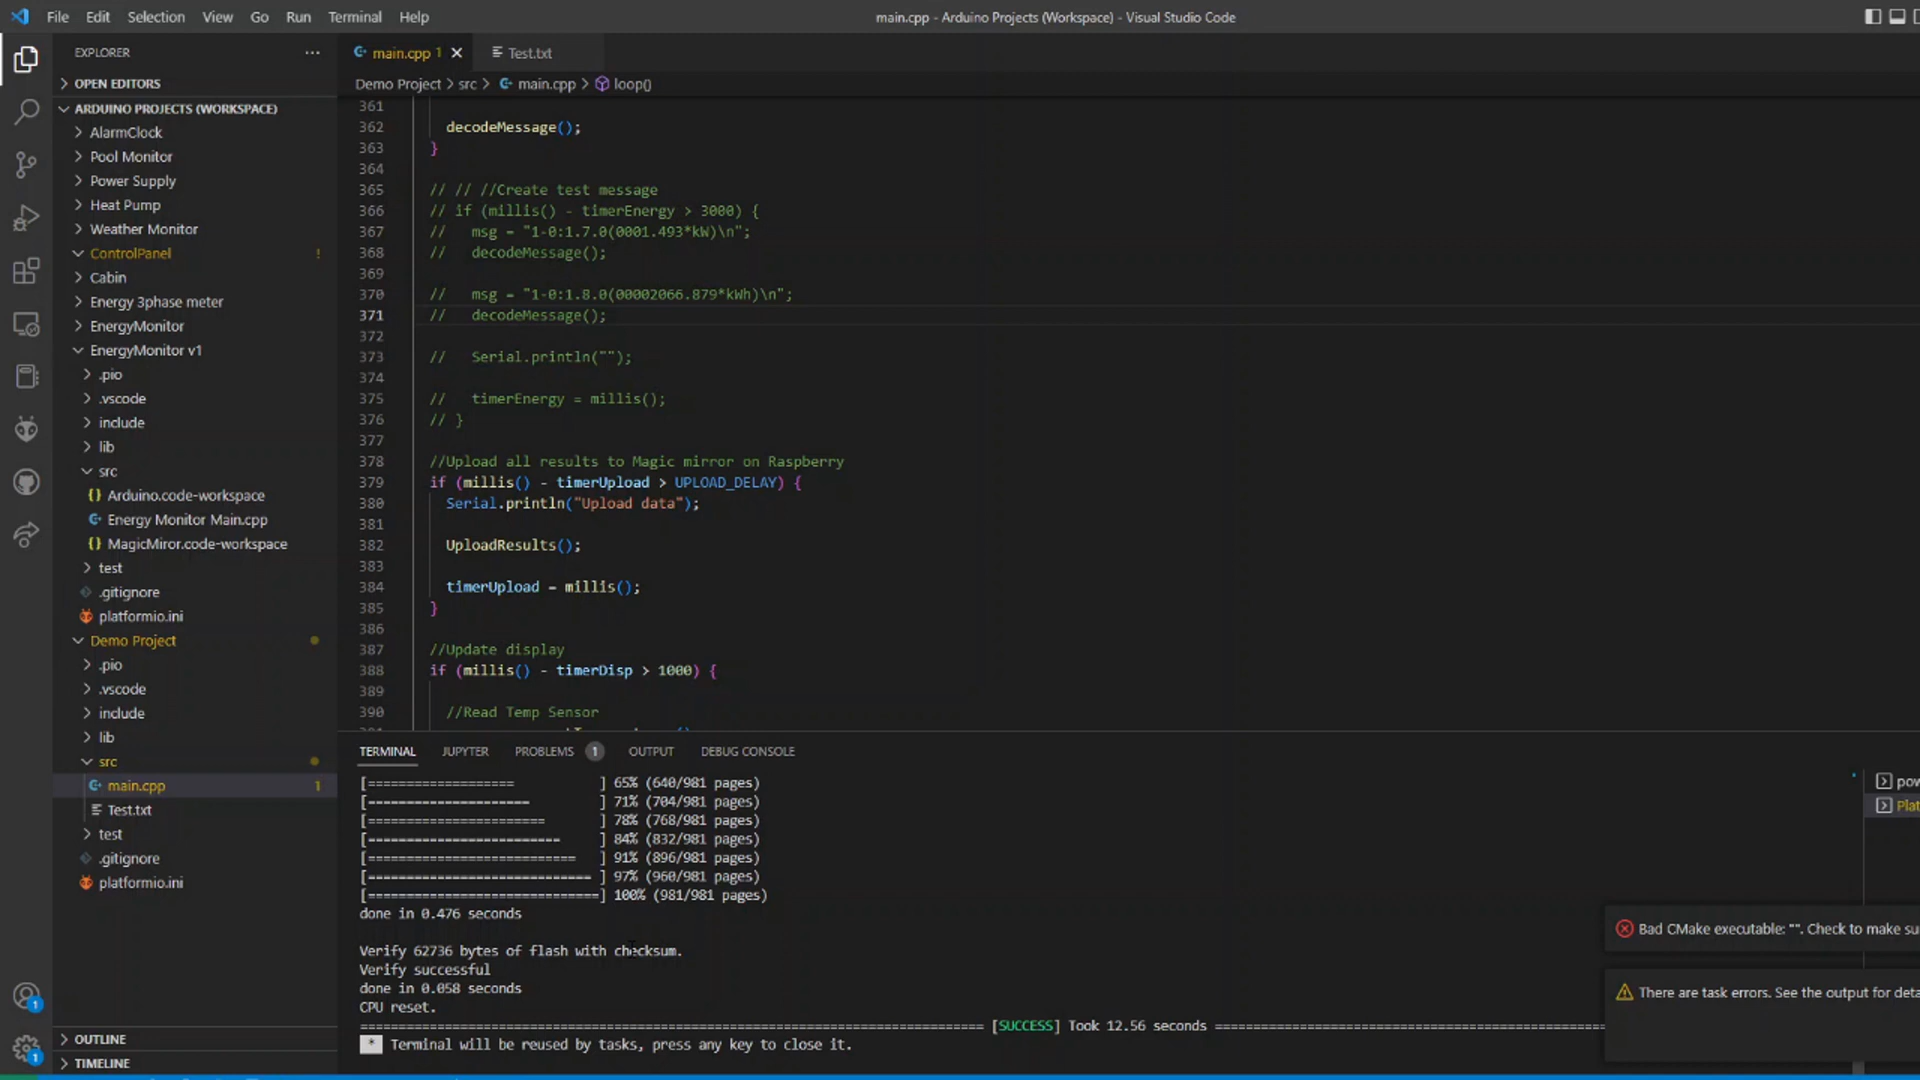 File Edit Selection View Go Run Terminal Help
main.cpp - Arduino Projects (Workspace) - Visual Studio Code
EXPLORER ···
OPEN EDITORS
ARDUINO PROJECTS (WORKSPACE)
AlarmClock
Pool Monitor
Power Supply
Heat Pump
Weather Monitor
ControlPanel !
Cabin
Energy 3phase meter
EnergyMonitor
EnergyMonitor v1
.pio
.vscode
include
lib
src
Arduino.code-workspace
Energy Monitor Main.cpp
MagicMiror.code-workspace
test
.gitignore
platformio.ini
Demo Project
.pio
.vscode
include
lib
src
main.cpp 1
Test.txt
test
.gitignore
platformio.ini
OUTLINE
TIMELINE
1
1
main.cpp 1 Test.txt
Demo Project > src > main.cpp > loop()
361
362 decodeMessage();
363 }
364
365 // // //Create test message
366 // if (millis() - timerEnergy > 3000) {
367 // msg = "1-0:1.7.0(0001.493*kW)\n";
368 // decodeMessage();
369
370 // msg = "1-0:1.8.0(00002066.879*kWh)\n";
371 // decodeMessage();
372
373 // Serial.println("");
374
375 // timerEnergy = millis();
376 // }
377
378 //Upload all results to Magic mirror on Raspberry
379 if (millis() - timerUpload > UPLOAD_DELAY) {
380 Serial.println("Upload data");
381
382 UploadResults();
383
384 timerUpload = millis();
385 }
386
387 //Update display
388 if (millis() - timerDisp > 1000) {
389
390 //Read Temp Sensor
TERMINAL JUPYTER PROBLEMS 1 OUTPUT DEBUG CONSOLE
[=================== ] 65% (640/981 pages)
[===================== ] 71% (704/981 pages)
[======================= ] 78% (768/981 pages)
[========================= ] 84% (832/981 pages)
[=========================== ] 91% (896/981 pages)
[============================= ] 97% (960/981 pages)
[==============================] 100% (981/981 pages)
done in 0.476 seconds
Verify 62736 bytes of flash with checksum.
Verify successful
done in 0.058 seconds
CPU reset.
[SUCCESS] Took 12.56 seconds
* Terminal will be reused by tasks, press any key to close it.
pow
Plat
Bad CMake executable: "". Check to make su
There are task errors. See the output for deta